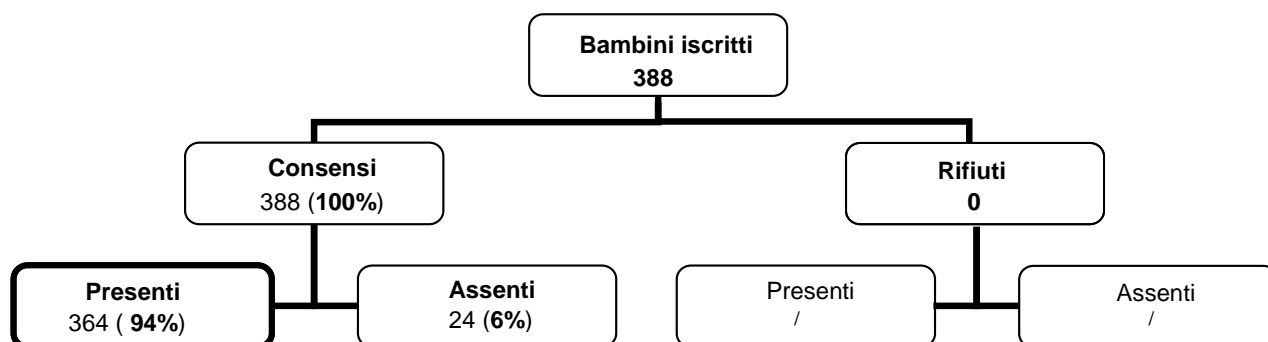 Bambini iscritti
388
Consensi
388 (100%)
Rifiuti
0
Presenti
364 ( 94%)
Assenti
24 (6%)
Presenti
/
Assenti
/